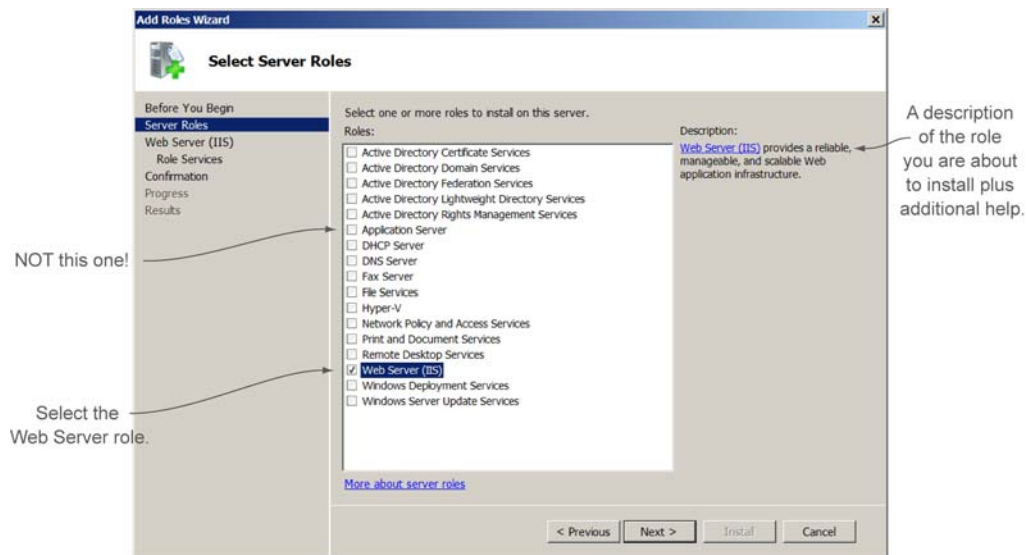 Add Roles Wizard
Select Server Roles
Before You Begin
Server Roles
Web Server (IIS)
Role Services
Confirmation
Progress
Results
Select one or more roles to install on this server.
Roles:
Active Directory Certificate Services
Active Directory Domain Services
Active Directory Federation Services
Active Directory Lightweight Directory Services
Active Directory Rights Management Services
Application Server
DHCP Server
DNS Server
Fax Server
File Services
Hyper-V
Network Policy and Access Services
Print and Document Services
Remote Desktop Services
Web Server (IIS)
Windows Deployment Services
Windows Server Update Services
More about server roles
Description:
Web Server (IIS) provides a reliable,
manageable, and scalable Web
application infrastructure.
< Previous
Next >
Install
Cancel
NOT this one!
Select the
Web Server role.
A description
of the role
you are about
to install plus
additional help.